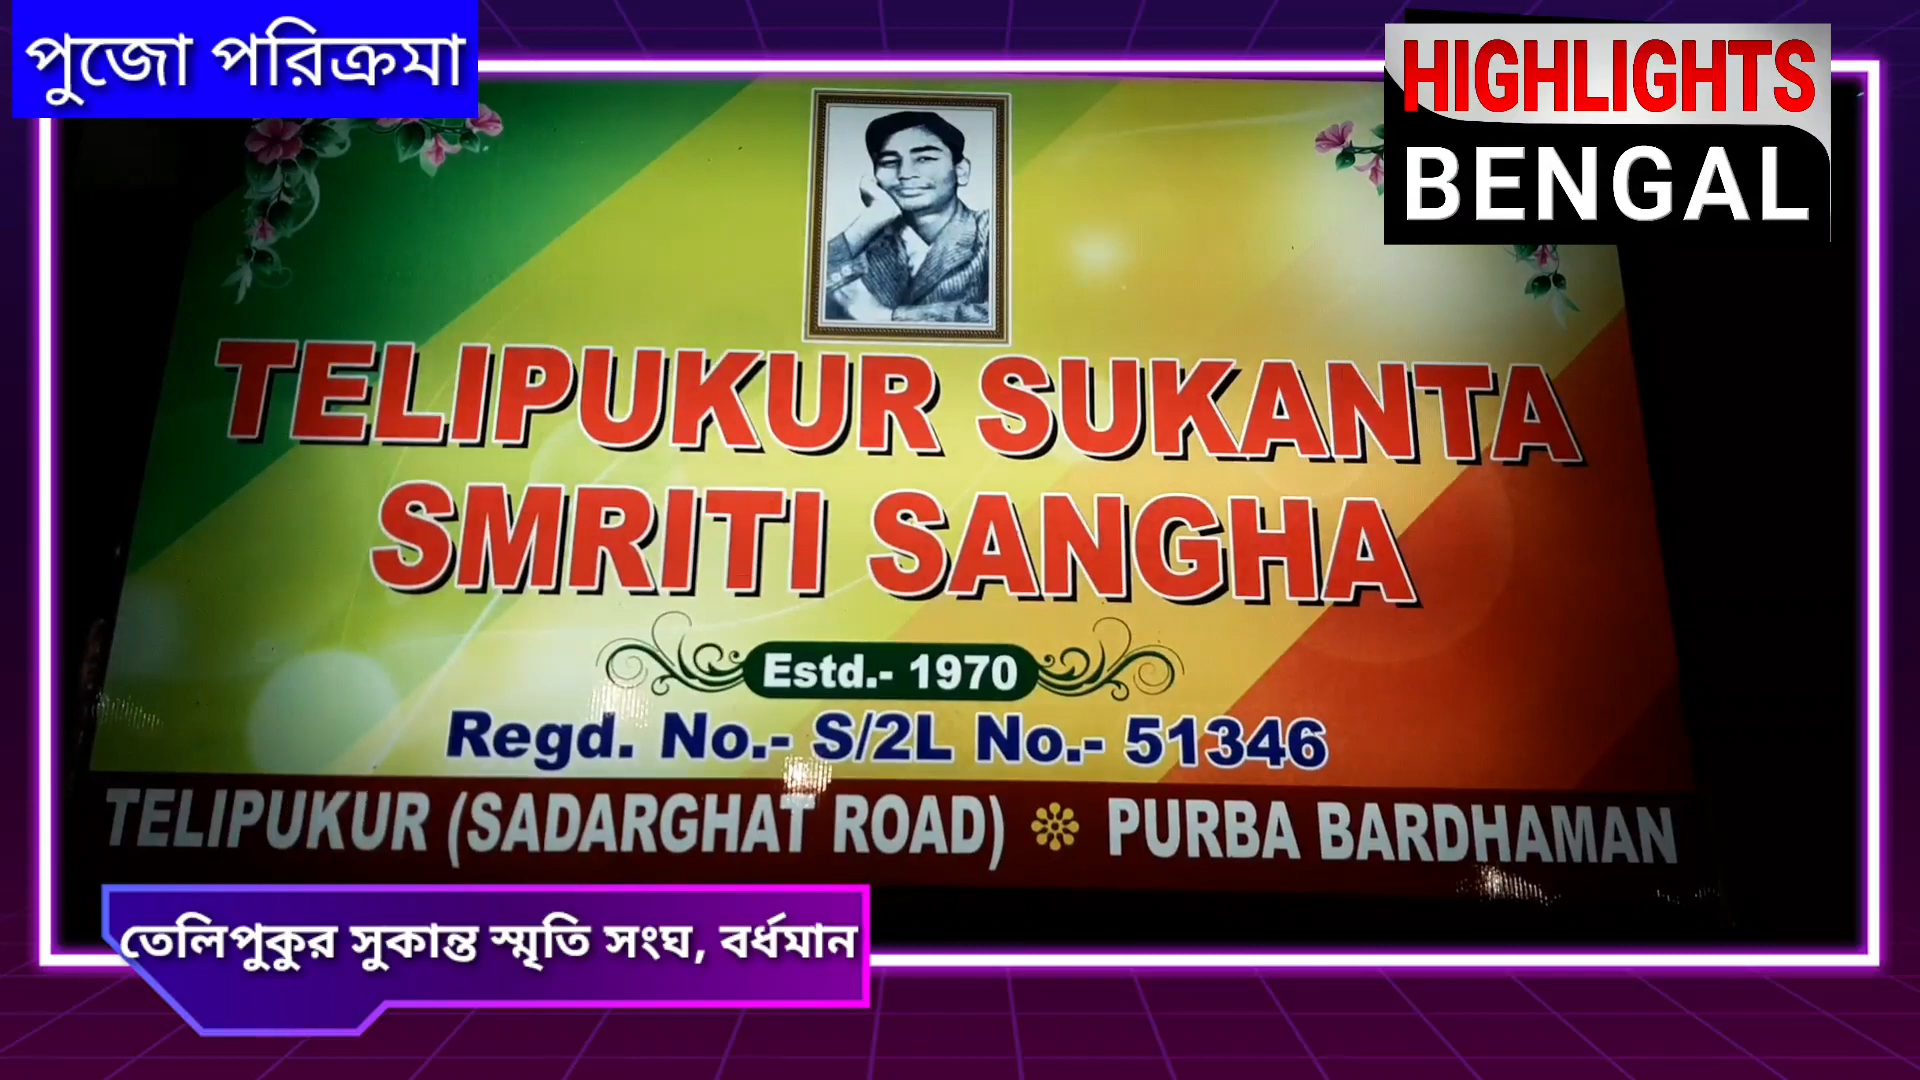 পুজো পরিক্রমা
HIGHLIGHTS
BENGAL
TELIPUKUR SUKANTA
SMRITI SANGHA
Estd.- 1970
Regd. No.- S/2L No.- 51346
TELIPUKUR (SADARGHAT ROAD) PURBA BARDHAMAN
তেলিপুকুর সুকান্ত স্মৃতি সংঘ, বর্ধমান